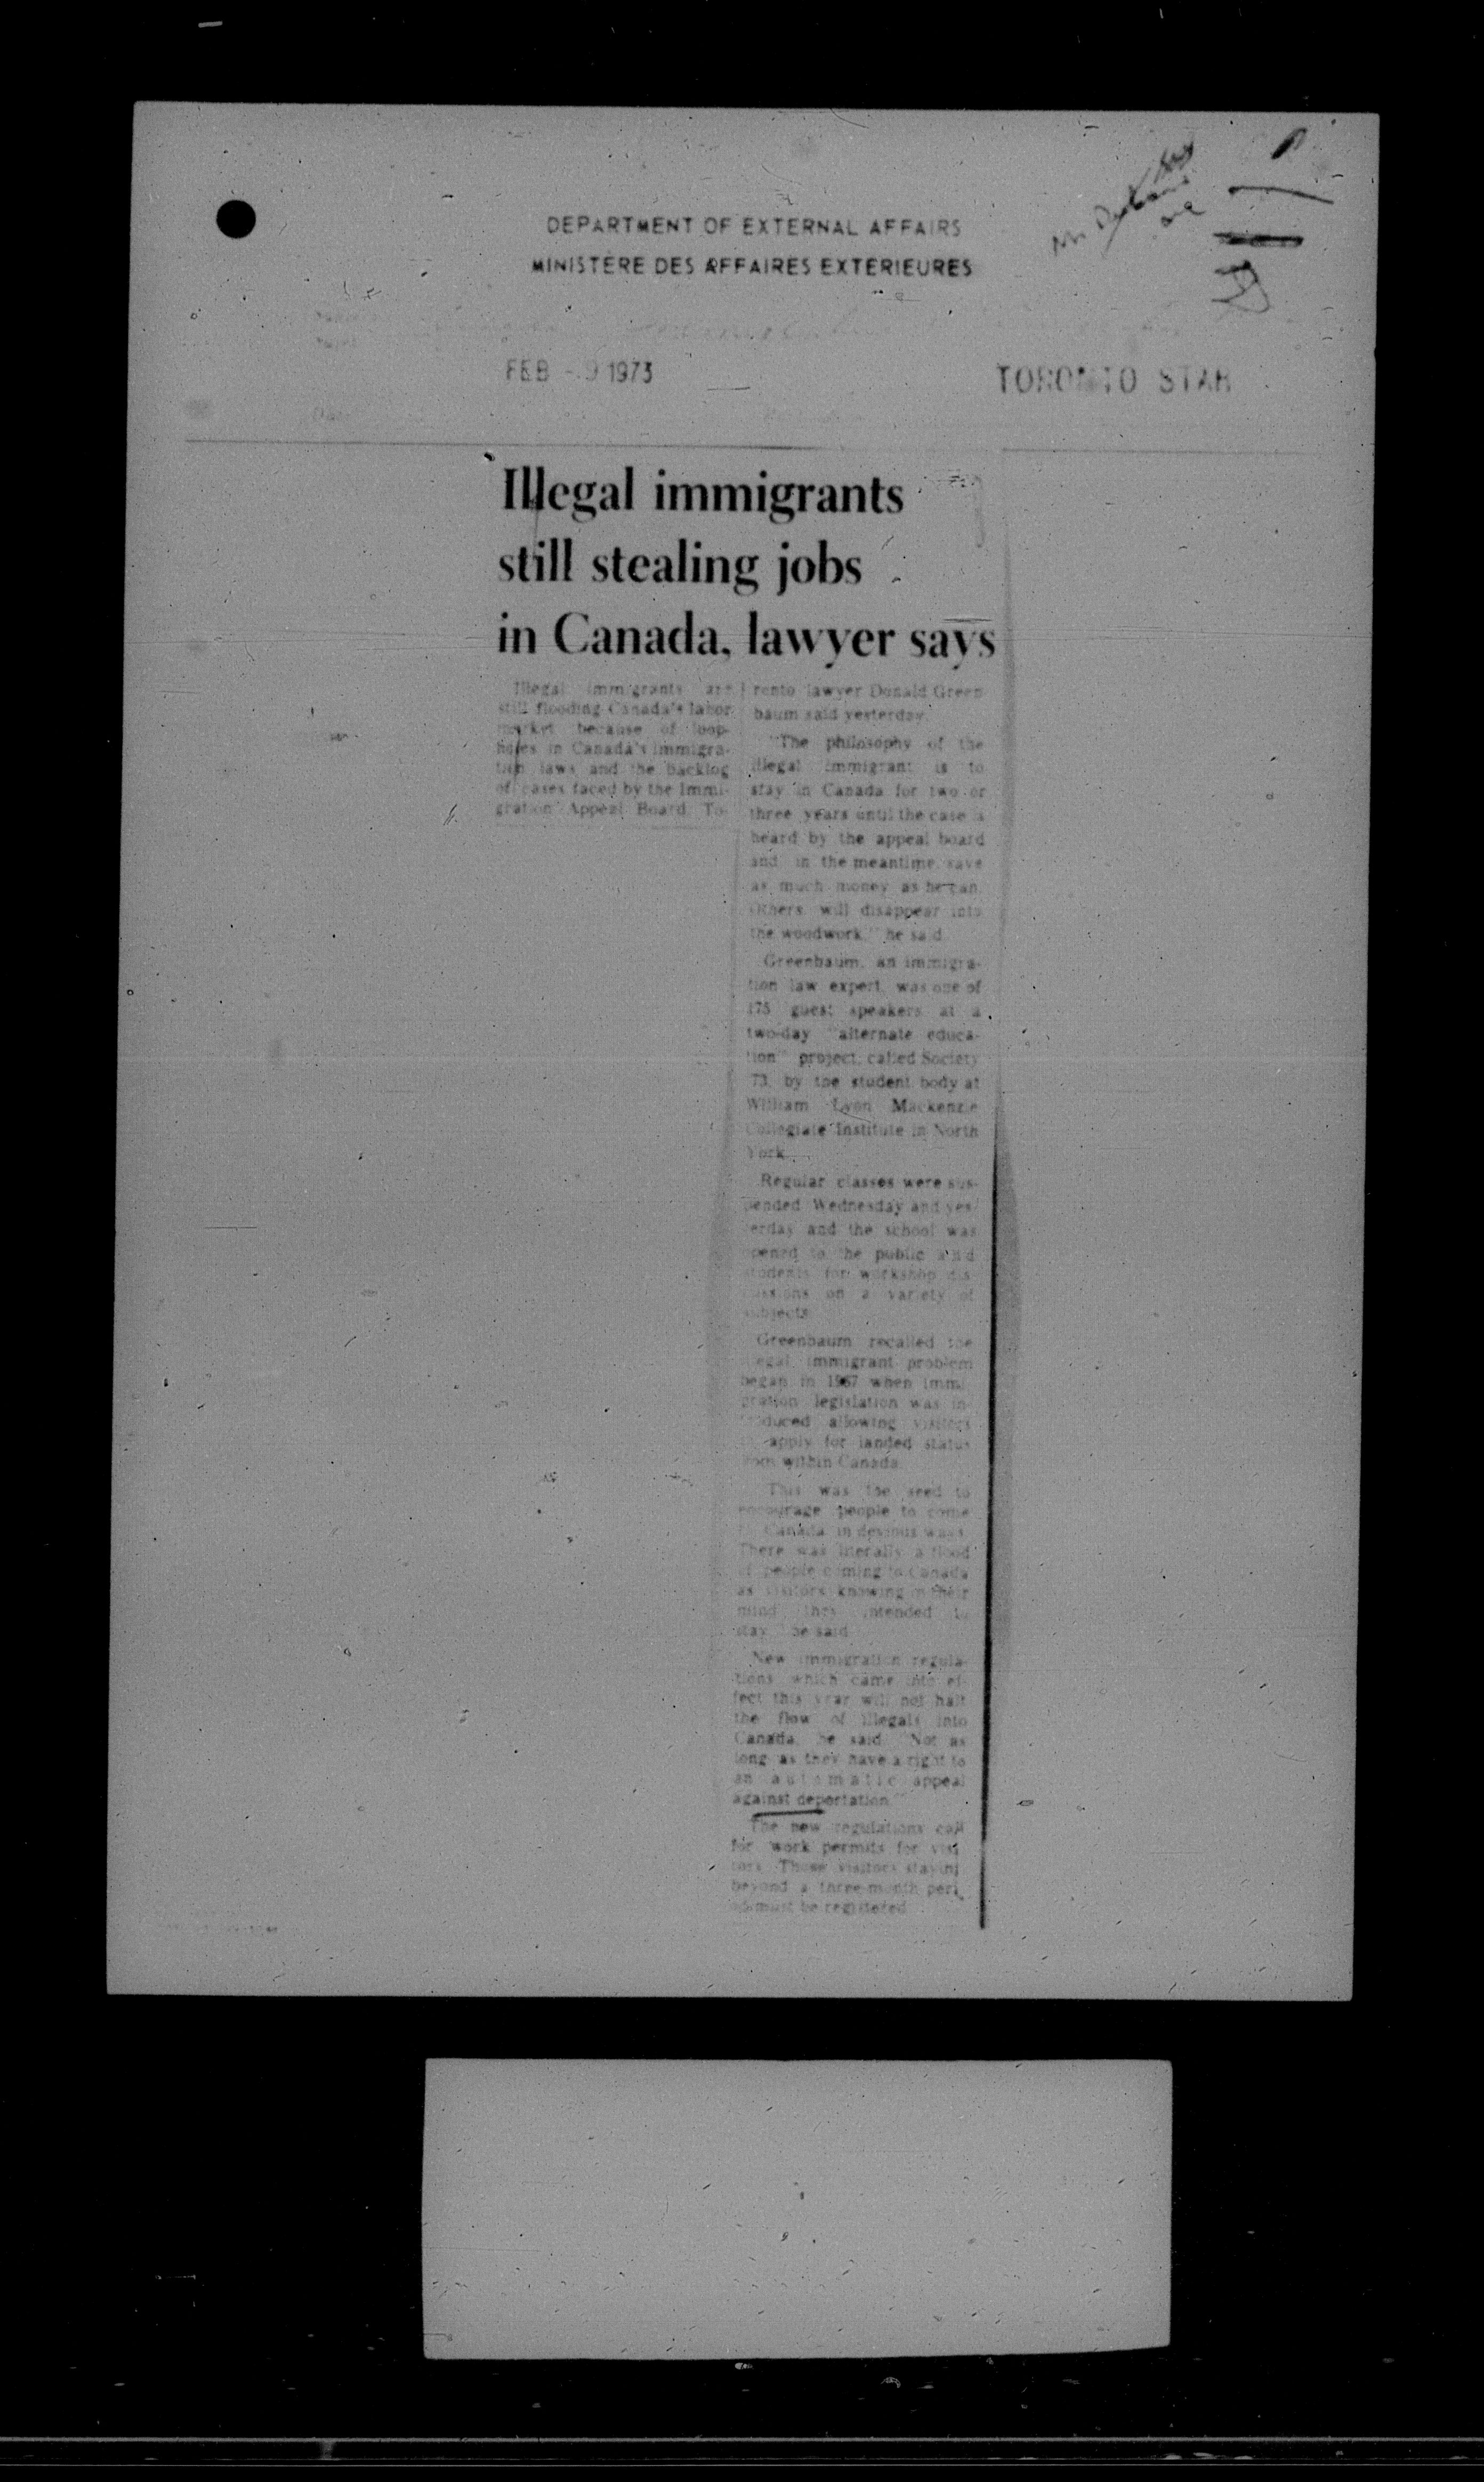 DEPARTMENT OF EXTERNAL AFFAIRS
MINISTERE DES AFFAIRES EXTERIEURES
FEB - 9 1973
TORONTO STAR
Illegal immigrants
still stealing jobs
in Canada, lawyer says
Illegal immigrants are
still flooding Canada's labor
market because of loop-
holes in Canada's immigra-
tion laws and the backlog
of cases faced by the Immi-
gration Appeal Board, To-
ronto lawyer Donald Green-
baum said yesterday.
"The philosophy of the
illegal immigrant is to
stay in Canada for two or
three years until the case is
heard by the appeal board
and in the meantime save
as much money as he can.
Others will disappear into
the woodwork," he said.
Greenbaum, an immigra-
tion law expert, was one of
175 guest speakers at a
two-day "alternate educa-
tion" project, called Society
73, by the student body at
William Lyon Mackenzie
Collegiate Institute in North
York.
Regular classes were sus-
pended Wednesday and yes-
terday and the school was
opened to the public and
students for workshop dis-
cussions on a variety of
subjects.
Greenbaum recalled the
illegal immigrant problem
began in 1967 when immi-
gration legislation was in-
troduced allowing visitors
to apply for landed status
from within Canada.
"This was the seed to
encourage people to come
to Canada in devious ways.
There was literally a flood
of people coming to Canada
as visitors knowing in their
mind they intended to
stay," he said.
New immigration regula-
tions which came into ef-
fect this year will not halt
the flow of illegals into
Canada, he said. "Not as
long as they have a right to
an automatic appeal
against deportation."
The new regulations call
for work permits for visi-
tors. Those visitors staying
beyond a three-month peri-
od must be registered.